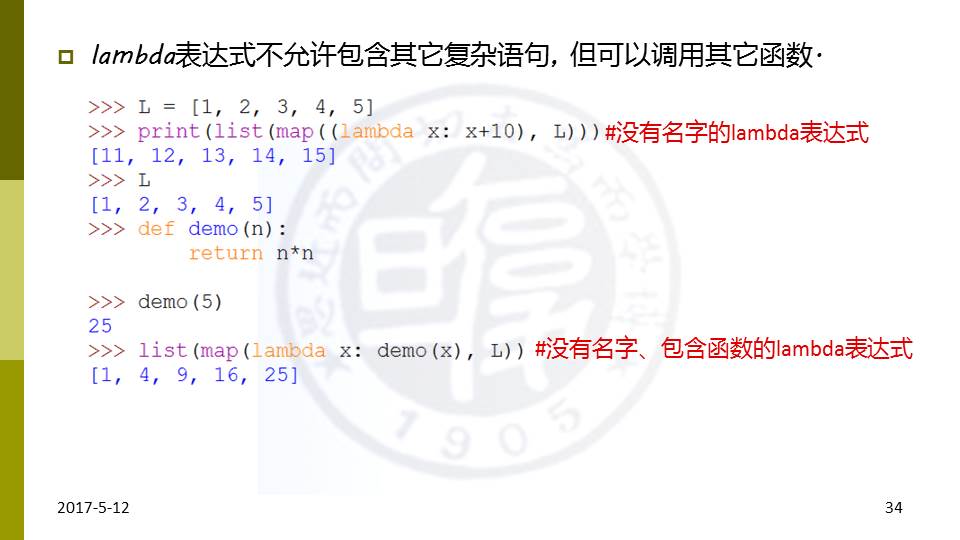 lambda表达式不允许包含其它复杂语句，但可以调用其它函数.
>>> L = [1, 2, 3, 4, 5]
>>> print(list(map((lambda x: x+10), L))) #没有名字的lambda表达式
[11, 12, 13, 14, 15]
>>> L
[1, 2, 3, 4, 5]
>>> def demo(n):
        return n*n
>>> demo(5)
25
>>> list(map(lambda x: demo(x), L)) #没有名字、包含函数的lambda表达式
[1, 4, 9, 16, 25]
1905
2017-5-12
34